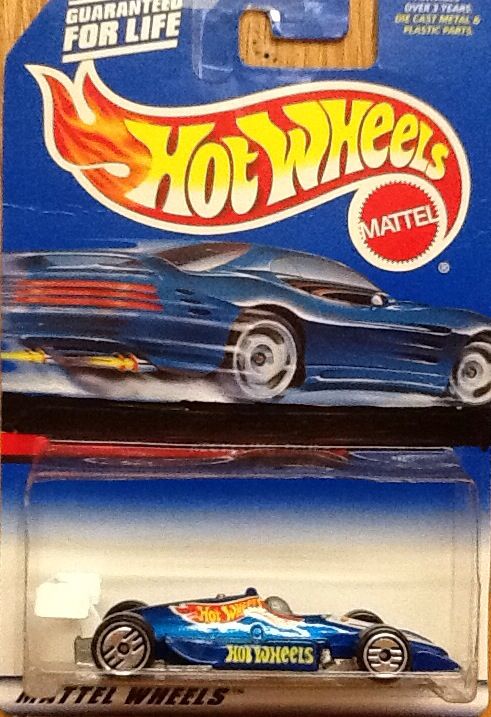 GUARANTEED
FOR LIFE
OVER 3 YEARS
DIE CAST METAL &
PLASTIC PARTS
HOT WHEELS
MATTEL
®
HOT WHEELS
HOT WHEELS
MATTEL WHEELS™